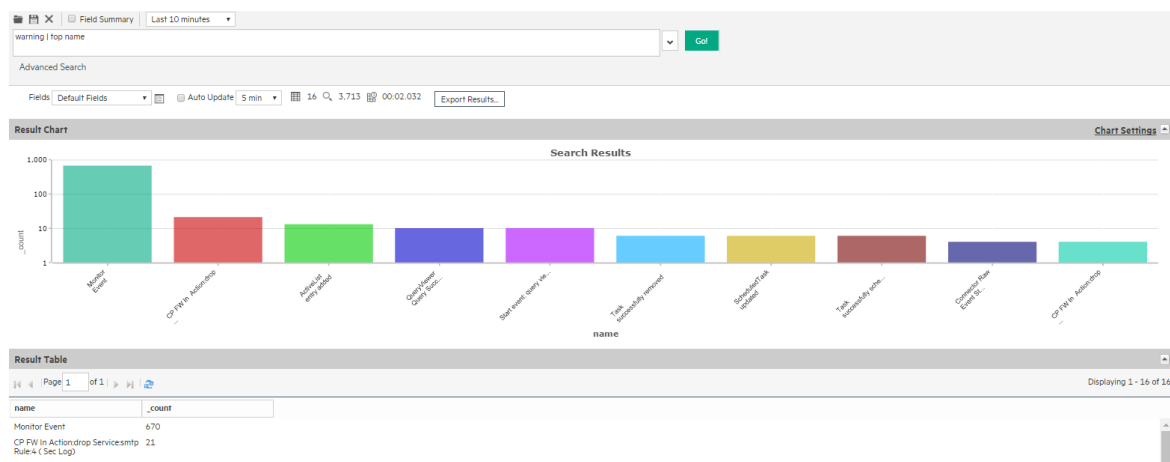 Field Summary Last 10 minutes
warning | top name
Go!
Advanced Search
Fields Default Fields Auto Update 5 min 16 3,713 00:02.032 Export Results...
Result Chart Chart Settings
Search Results
1,000
100
10
1
_count
Monitor
Event
CP FW In Action:drop
...
ActiveList
entry added
QueryViewer
Query Succ...
Start event: query vie...
Task
successfully removed
ScheduledTask
updated
Task
successfully sche...
Connector Raw
Event St...
CP FW In Action:drop
...
name
Result Table
Page 1 of 1 Displaying 1 - 16 of 16
name _count
Monitor Event 670
CP FW In Action:drop Service:smtp 21
Rule:4 ( Sec Log)